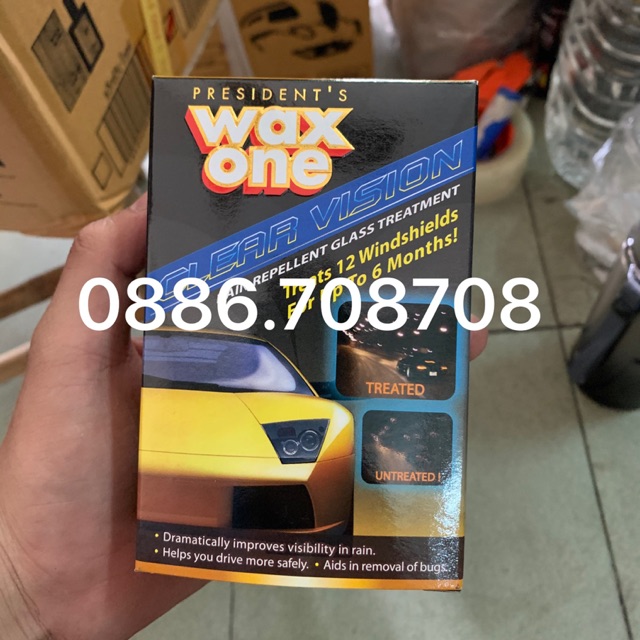 PRESIDENT'S
wax
one
CLEAR VISION
REPELLENT GLASS TREATMENT
Treats 12 Windshields
For Up To 6 Months!
0886.708708
TREATED
UNTREATED
• Dramatically improves visibility in rain.
• Helps you drive more safely. • Aids in removal of bugs.